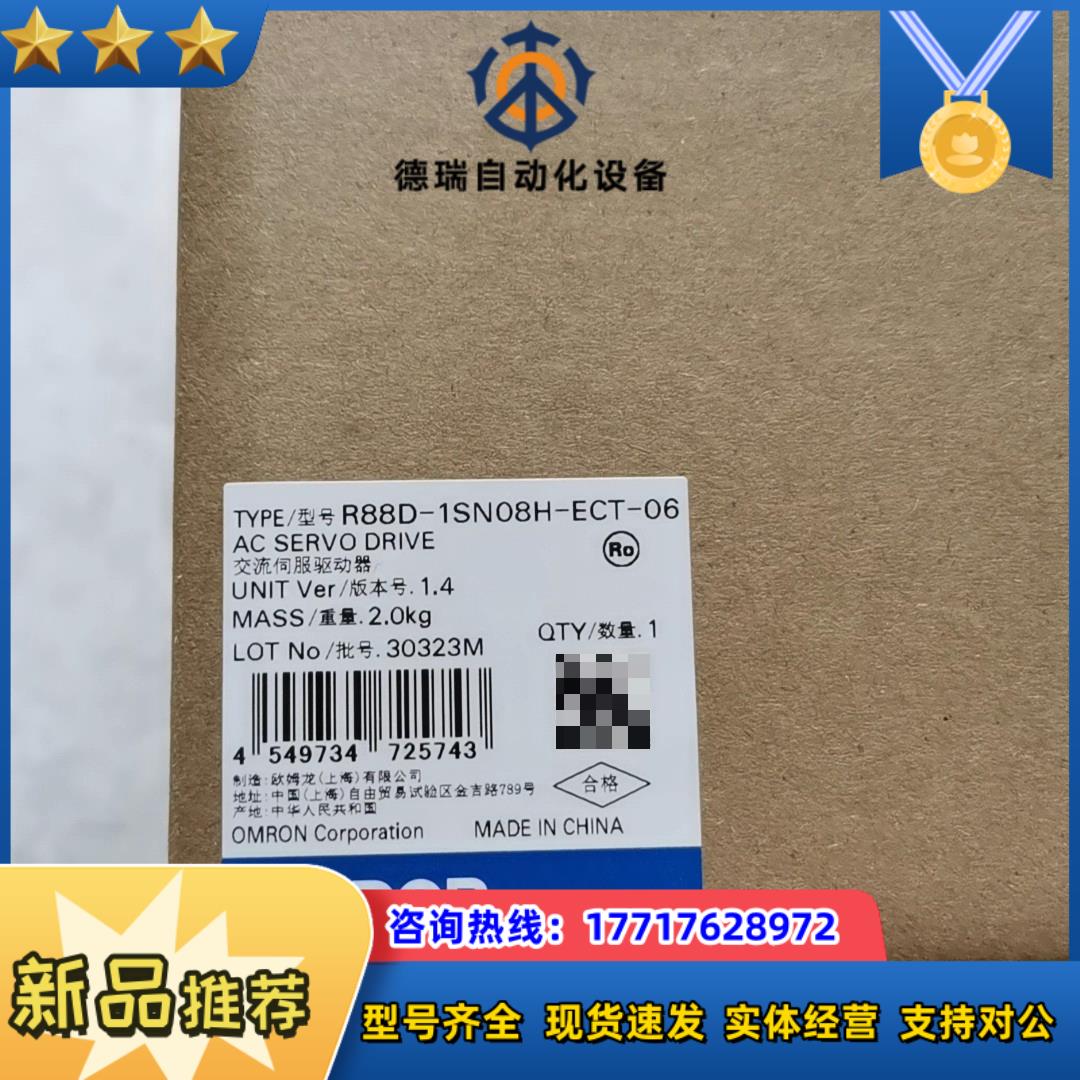 德瑞自动化设备
TYPE/型号 R88D-1SN08H-ECT-06
AC SERVO DRIVE
Ro
交流伺服驱动器
UNIT Ver/版本号.1.4
MASS/重量.2.0kg
QTY/数量.1
LOT No/批号.30323M
4 549734 725743
制造:欧姆龙(上海)有限公司
地址:中国(上海)自由贸易试验区金吉路789号
产地:中华人民共和国
合格
OMRON Corporation MADE IN CHINA
咨询热线：17717628972
新品推荐
型号齐全 现货速发 实体经营 支持对公